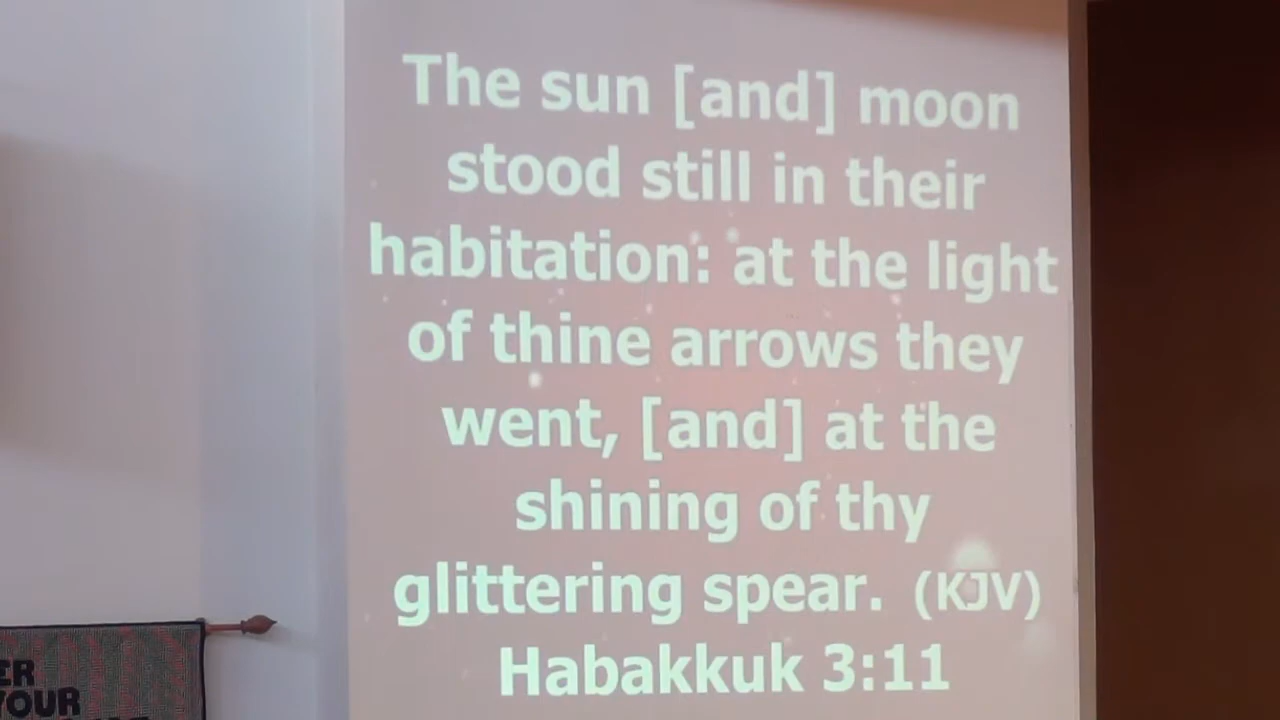 The sun [and] moon
stood still in their
habitation: at the light
of thine arrows they
went, [and] at the
shining of thy
glittering spear. (KJV)
Habakkuk 3:11
ER
YOUR